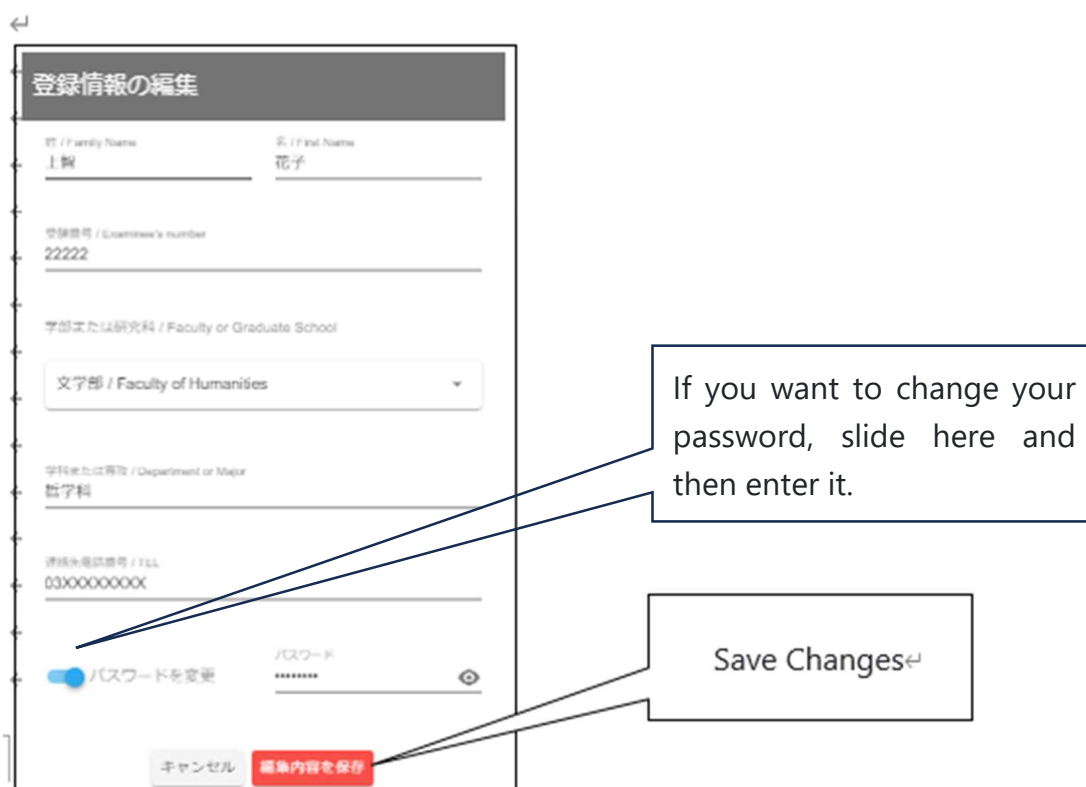 登録情報の編集
姓 / Family Name
名 / First Name
上智
花子
受験番号 / Examinee's number
22222
学部または研究科 / Faculty or Graduate School
文学部 / Faculty of Humanities
学科または専攻 / Department or Major
哲学科
連絡先電話番号 / TEL
03XXXXXXXXX
パスワードを変更
パスワード
••••••••
キャンセル
編集内容を保存
If you want to change your
password, slide here and
then enter it.
Save Changes↵